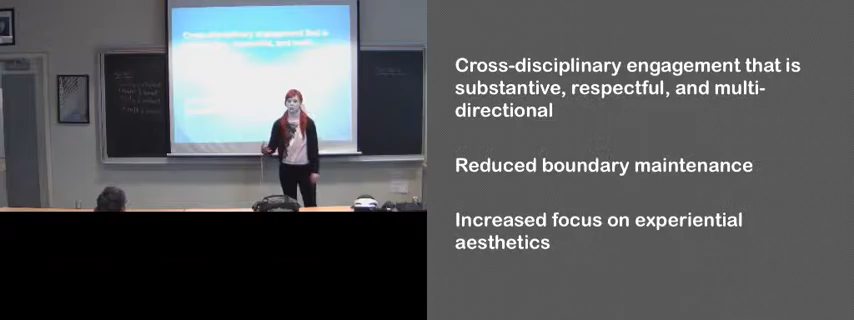 Cross-disciplinary engagement that is
substantive, respectful, and multi-
directional
Reduced boundary maintenance
Increased focus on experiential
aesthetics